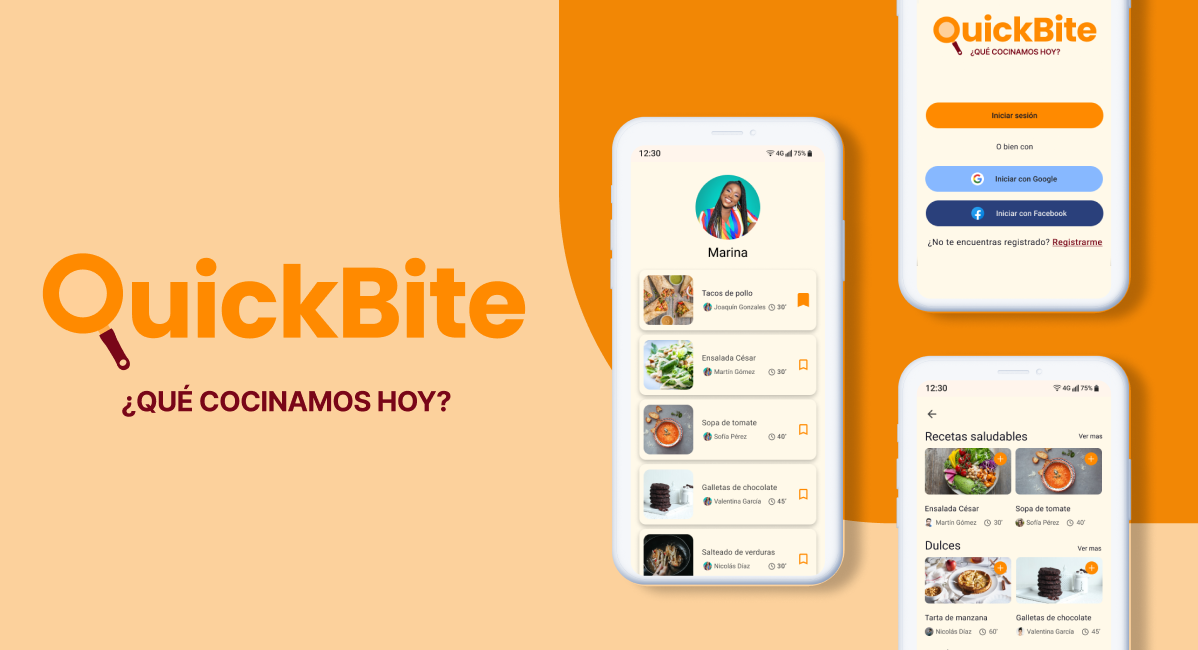 QuickBite
¿QUÉ COCINAMOS HOY?
12:30
4G 75%
Marina
Tacos de pollo
Joaquín Gonzales 30'
Ensalada César
Martín Gómez 30'
Sopa de tomate
Sofía Pérez 40'
Galletas de chocolate
Valentina García 45'
Salteado de verduras
Nicolás Díaz 30'
QuickBite
¿QUÉ COCINAMOS HOY?
Iniciar sesión
O bien con
Iniciar con Google
Iniciar con Facebook
¿No te encuentras registrado? Registrarme
12:30
4G 75%
Recetas saludables
Ver mas
Ensalada César
Martín Gómez 30'
Sopa de tomate
Sofía Pérez 40'
Dulces
Ver mas
Tarta de manzana
Nicolás Díaz 60'
Galletas de chocolate
Valentina García 45'